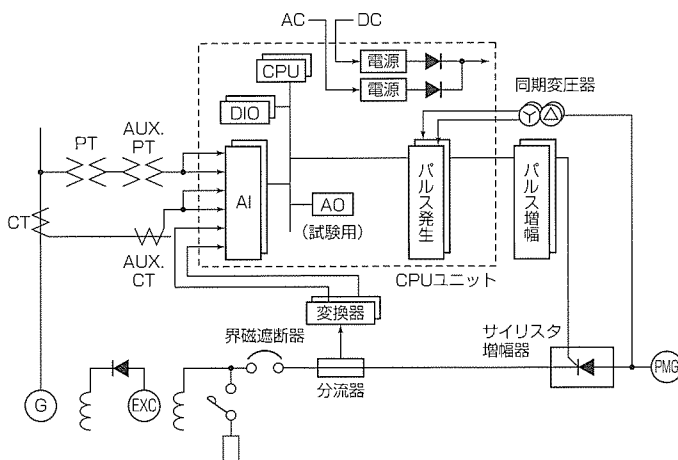 AC
DC
CPU
電源
電源
DIO
同期変圧器
PT
AUX.
PT
AI
パルス発生
パルス増幅
AO
(試験用)
CT
AUX.
CT
CPUユニット
変換器
界磁遮断器
サイリスタ
増幅器
分流器
PMG
G
EXC